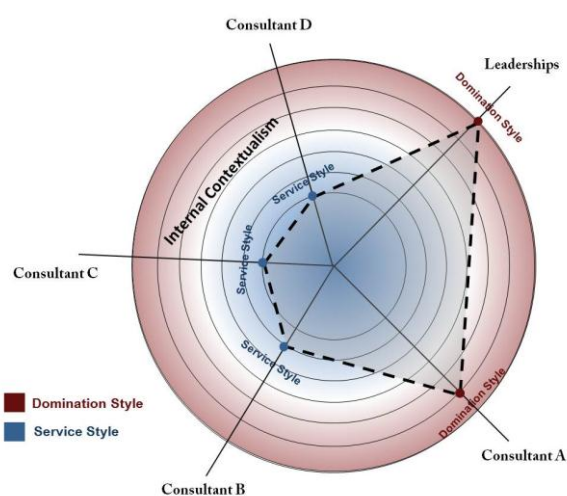 Consultant D
Leaderships
Domination Style
Internal Contextualism
Service Style
Service Style
Consultant C
Service Style
Domination Style
Domination Style
Service Style
Consultant A
Consultant B